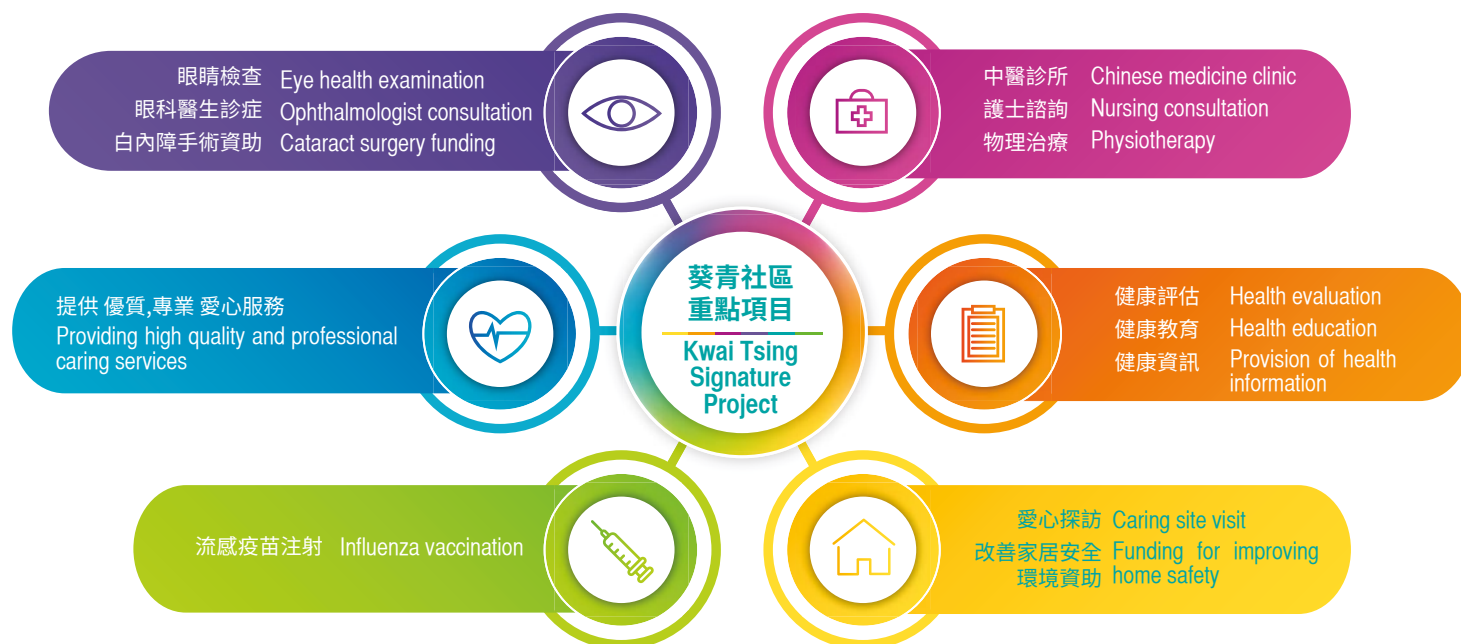 眼睛檢查 Eye health examination
眼科醫生診症 Ophthalmologist consultation
白內障手術資助 Cataract surgery funding
中醫診所 Chinese medicine clinic
護士諮詢 Nursing consultation
物理治療 Physiotherapy
提供 優質,專業 愛心服務
Providing high quality and professional
caring services
葵青社區
重點項目
Kwai Tsing
Signature
Project
健康評估 Health evaluation
健康教育 Health education
健康資訊 Provision of health
information
流感疫苗注射 Influenza vaccination
愛心探訪 Caring site visit
改善家居安全 Funding for improving
環境資助 home safety